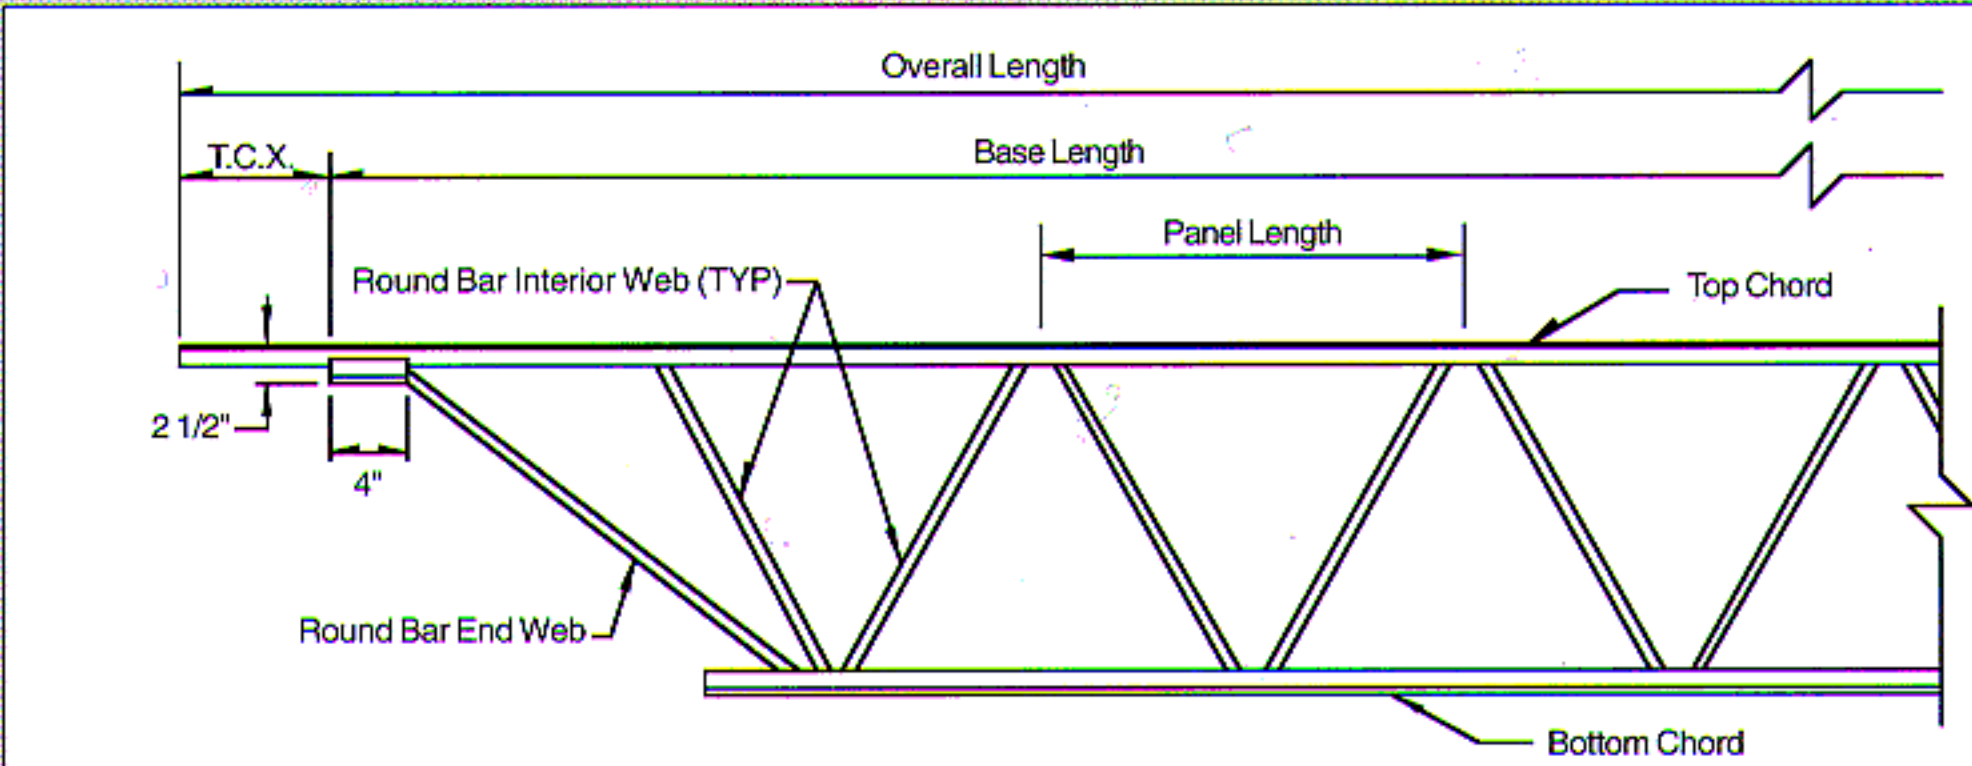 Overall Length
T.C.X.
Base Length
Panel Length
Round Bar Interior Web (TYP)
Top Chord
2 1/2"
4"
Round Bar End Web
Bottom Chord